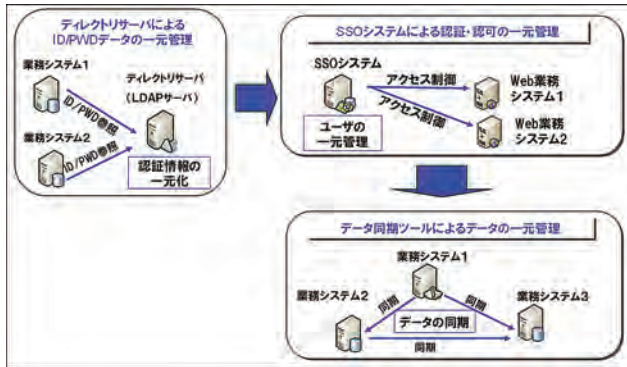 ディレクトリサーバによる
ID/PWDデータの一元管理
業務システム1
ディレクトリサーバ
(LDAPサーバ)
ID/PWD参照
業務システム2
ID/PWD参照
認証情報の
一元化
SSOシステムによる認証・認可の一元管理
SSOシステム
アクセス制御
Web業務
システム1
アクセス制御
ユーザの
一元管理
Web業務
システム2
データ同期ツールによるデータの一元管理
業務システム1
業務システム2
同期
同期
業務システム3
データの同期
同期